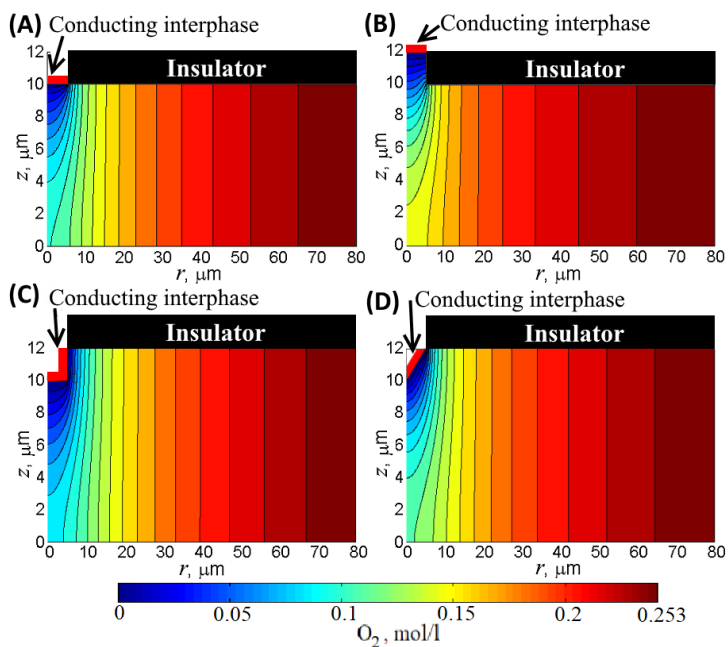 (A) Conducting interphase
12
Insulator
10
8
6
4
2
0
z, μm
0 10 20 30 40 50 60 70 80
r, μm
(B)
Conducting interphase
12
Insulator
10
8
6
4
2
0
z, μm
0 10 20 30 40 50 60 70 80
r, μm
(C)
Conducting interphase
Insulator
12
10
8
6
4
2
0
z, μm
0 10 20 30 40 50 60 70 80
r, μm
(D)
Conducting interphase
Insulator
12
10
8
6
4
2
0
z, μm
0 10 20 30 40 50 60 70 80
r, μm
0 0.05 0.1 0.15 0.2 0.253
O₂, mol/l